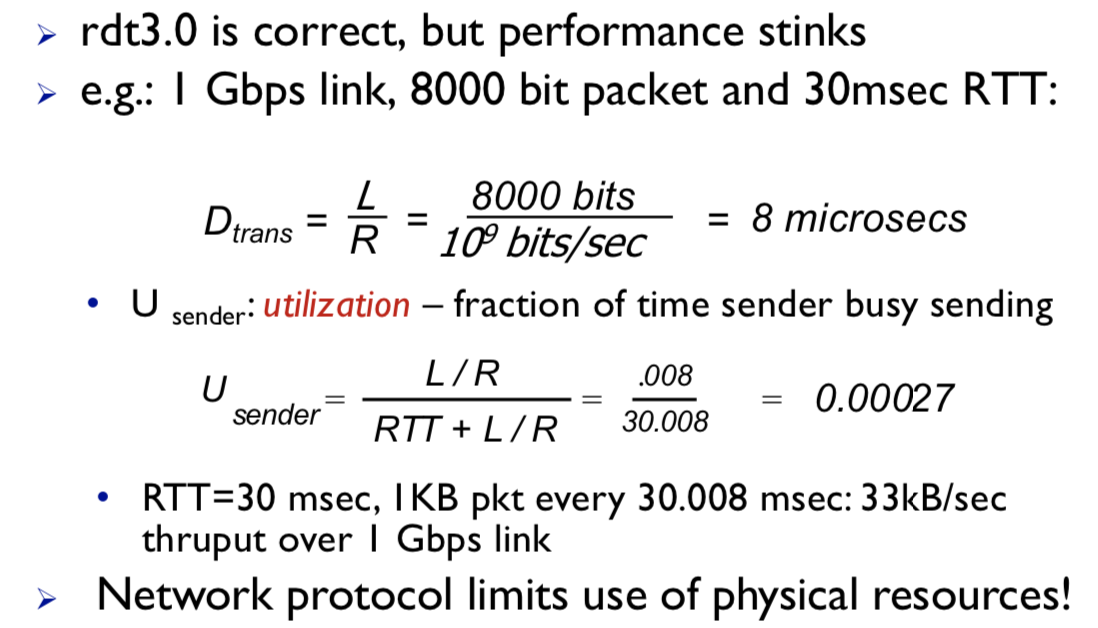 ➢ rdt3.0 is correct, but performance stinks
➢ e.g.: 1 Gbps link, 8000 bit packet and 30msec RTT:
D trans = L / R = 8000 bits / 10⁹ bits/sec = 8 microsecs
• U sender: utilization – fraction of time sender busy sending
U sender = L / R / RTT + L / R = .008 / 30.008 = 0.00027
• RTT=30 msec, 1KB pkt every 30.008 msec: 33kB/sec
thruput over 1 Gbps link
➢ Network protocol limits use of physical resources!